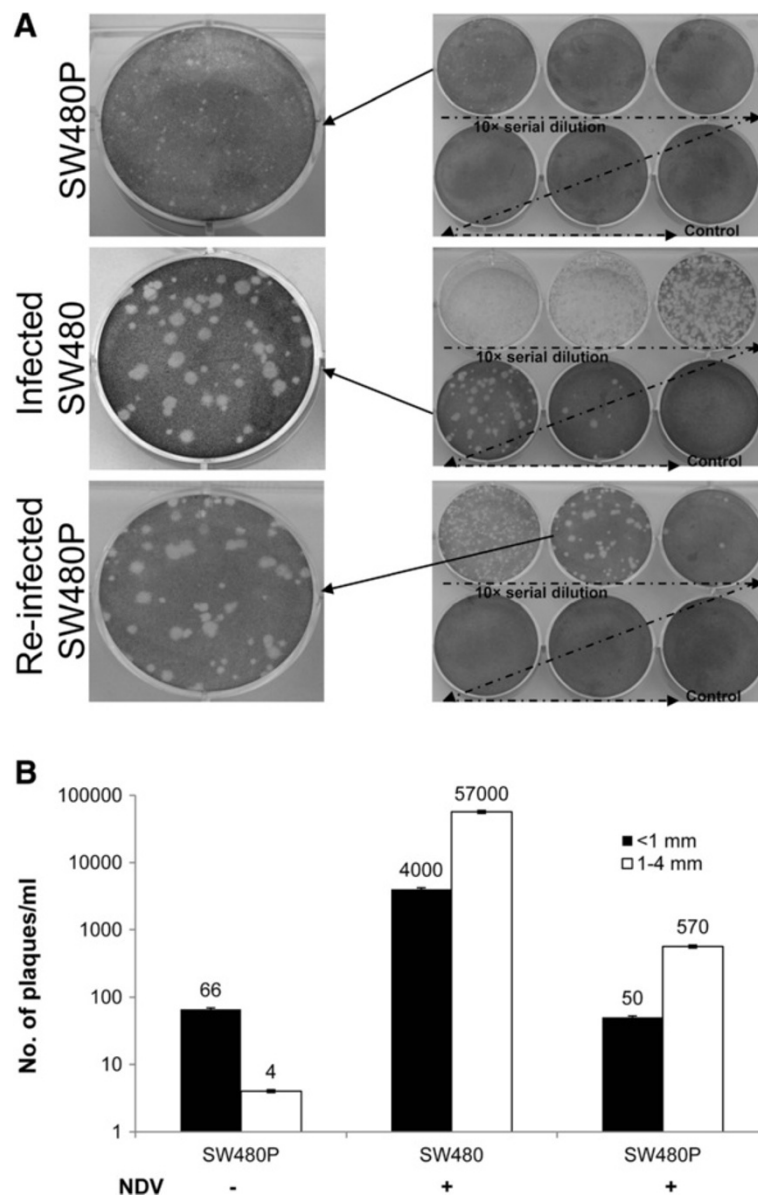 A
SW480P
10× serial dilution
Control
Infected
SW480
10× serial dilution
Control
Re-infected
SW480P
10× serial dilution
Control
B
No. of plaques/ml
100000
10000
1000
100
10
1
66
4
4000
57000
50
570
<1 mm
1-4 mm
SW480P SW480 SW480P
NDV - + +